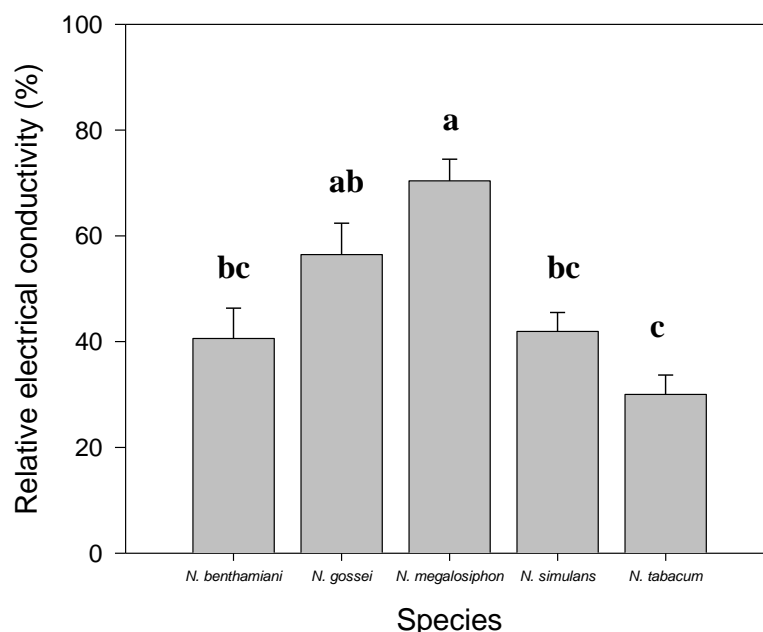 Relative electrical conductivity (%)
100
80
60
40
20
0
bc
ab
a
bc
c
N. benthamiani
N. gossei
N. megalosiphon
N. simulans
N. tabacum
Species